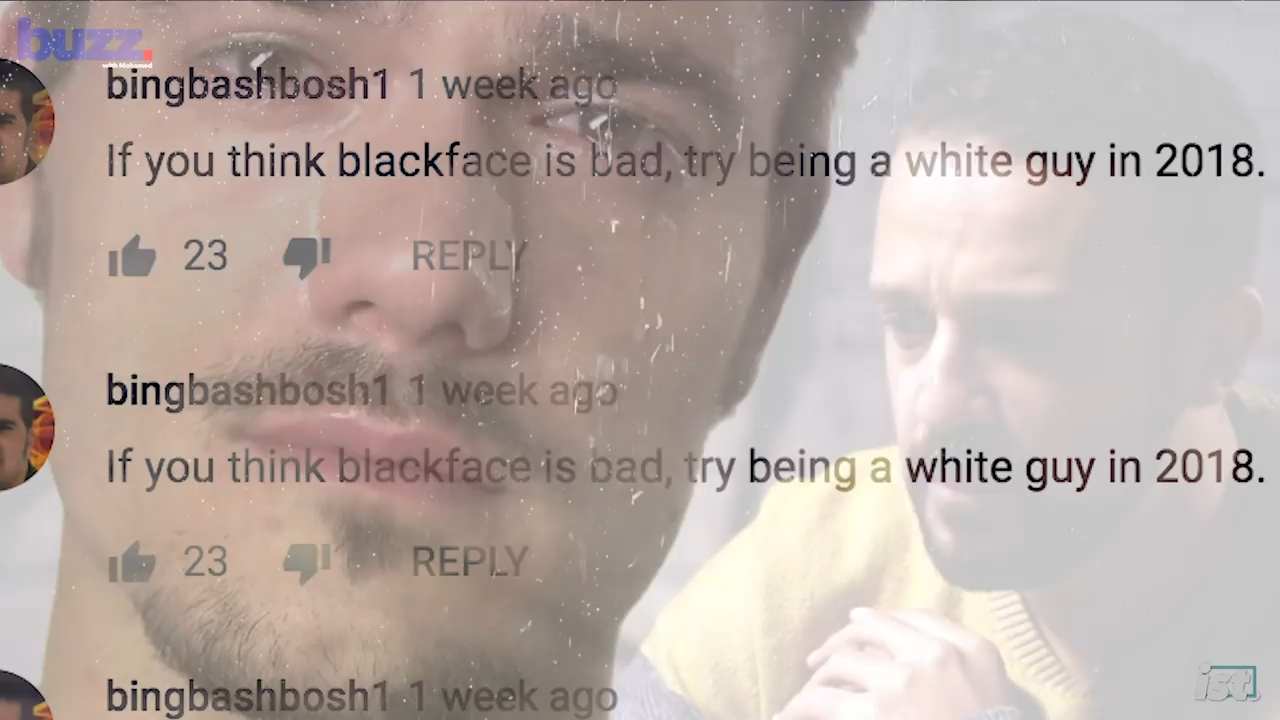 buzz.
with Mohamed
bingbashbosh1 1 week ago
If you think blackface is bad, try being a white guy in 2018.
23 REPLY
bingbashbosh1 1 week ago
If you think blackface is bad, try being a white guy in 2018.
23 REPLY
bingbashbosh1 1 week ago
ist.